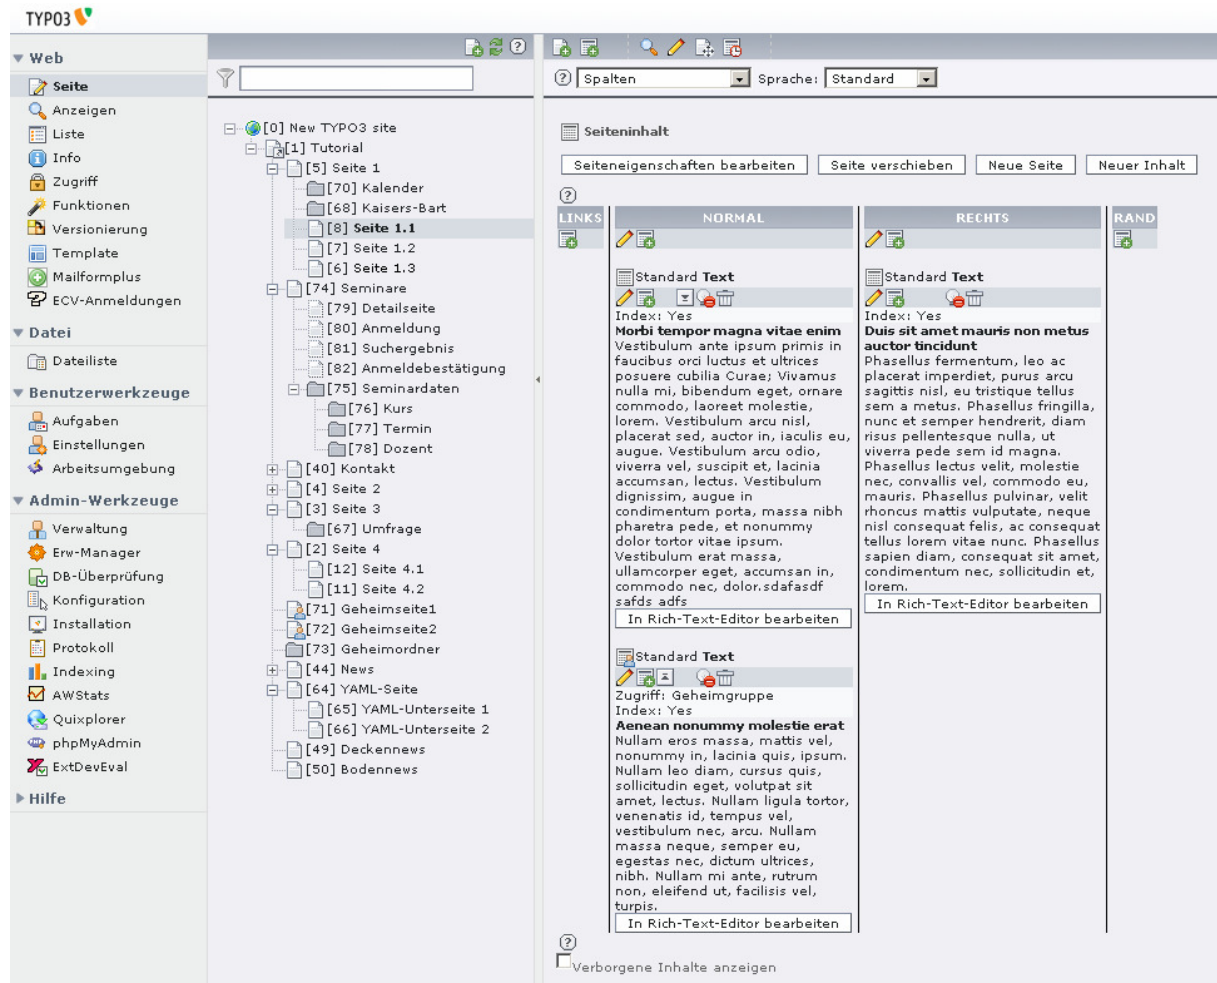 TYPO3
Web
Seite
Anzeigen
Liste
Info
Zugriff
Funktionen
Versionierung
Template
Mailformplus
ECV-Anmeldungen
Datei
Dateiliste
Benutzerwerkzeuge
Aufgaben
Einstellungen
Arbeitsumgebung
Admin-Werkzeuge
Verwaltung
Erw-Manager
DB-Überprüfung
Konfiguration
Installation
Protokoll
Indexing
AWStats
Quixplorer
phpMyAdmin
ExtDevEval
Hilfe
[0] New TYPO3 site
[1] Tutorial
[5] Seite 1
[70] Kalender
[68] Kaisers-Bart
[8] Seite 1.1
[7] Seite 1.2
[6] Seite 1.3
[74] Seminare
[79] Detailseite
[80] Anmeldung
[81] Suchergebnis
[82] Anmeldebestätigung
[75] Seminardaten
[76] Kurs
[77] Termin
[78] Dozent
[40] Kontakt
[4] Seite 2
[3] Seite 3
[67] Umfrage
[2] Seite 4
[12] Seite 4.1
[11] Seite 4.2
[71] Geheimseite1
[72] Geheimseite2
[73] Geheimordner
[44] News
[64] YAML-Seite
[65] YAML-Unterseite 1
[66] YAML-Unterseite 2
[49] Deckennews
[50] Bodennews
Spalten Sprache: Standard
Seiteninhalt
Seiteneigenschaften bearbeiten Seite verschieben Neue Seite Neuer Inhalt
LINKS NORMAL RECHTS RAND
Standard Text
Index: Yes
Morbi tempor magna vitae enim
Vestibulum ante ipsum primis in
faucibus orci luctus et ultrices
posuere cubilia Curae; Vivamus
nulla mi, bibendum eget, ornare
commodo, laoreet molestie,
lorem. Vestibulum arcu nisl,
placerat sed, auctor in, iaculis eu,
augue. Vestibulum arcu odio,
viverra vel, suscipit et, lacinia
accumsan, lectus. Vestibulum
dignissim, augue in
condimentum porta, massa nibh
pharetra pede, et nonummy
dolor tortor vitae ipsum.
Vestibulum erat massa,
ullamcorper eget, accumsan in,
commodo nec, dolor.sdafasdf
safds adfs
In Rich-Text-Editor bearbeiten
Standard Text
Zugriff: Geheimgruppe
Index: Yes
Aenean nonummy molestie erat
Nullam eros massa, mattis vel,
nonummy in, lacinia quis, ipsum.
Nullam leo diam, cursus quis,
sollicitudin eget, volutpat sit
amet, lectus. Nullam ligula tortor,
venenatis id, tempus vel,
vestibulum nec, arcu. Nullam
massa neque, semper eu,
egestas nec, dictum ultrices,
nibh. Nullam mi ante, rutrum
non, eleifend ut, facilisis vel,
turpis.
In Rich-Text-Editor bearbeiten
Standard Text
Index: Yes
Duis sit amet mauris non metus
auctor tincidunt
Phasellus fermentum, leo ac
placerat imperdiet, purus arcu
sagittis nisl, eu tristique tellus
sem a metus. Phasellus fringilla,
nunc et semper hendrerit, diam
risus pellentesque nulla, ut
viverra pede sem id magna.
Phasellus lectus velit, molestie
nec, convallis vel, commodo eu,
mauris. Phasellus pulvinar, velit
rhoncus mattis vulputate, neque
nisl consequat felis, ac consequat
tellus lorem vitae nunc. Phasellus
sapien diam, consequat sit amet,
condimentum nec, sollicitudin et,
lorem.
In Rich-Text-Editor bearbeiten
Verborgene Inhalte anzeigen